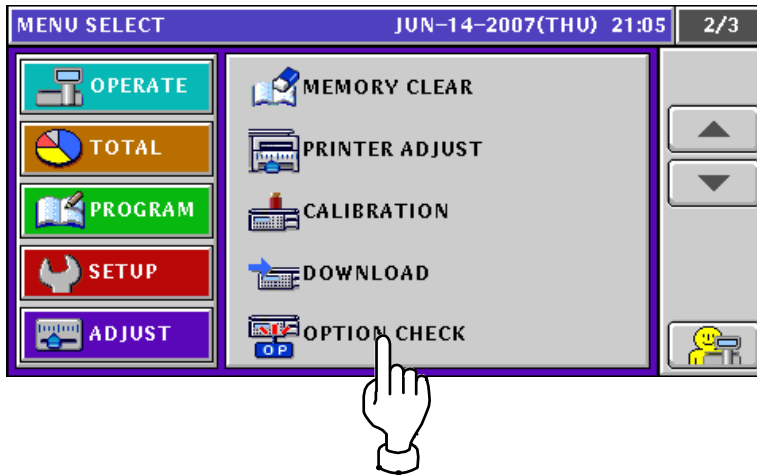 MENU SELECT JUN-14-2007(THU) 21:05 2/3
OPERATE
TOTAL
PROGRAM
SETUP
ADJUST
MEMORY CLEAR
PRINTER ADJUST
CALIBRATION
DOWNLOAD
OPTION CHECK
OP